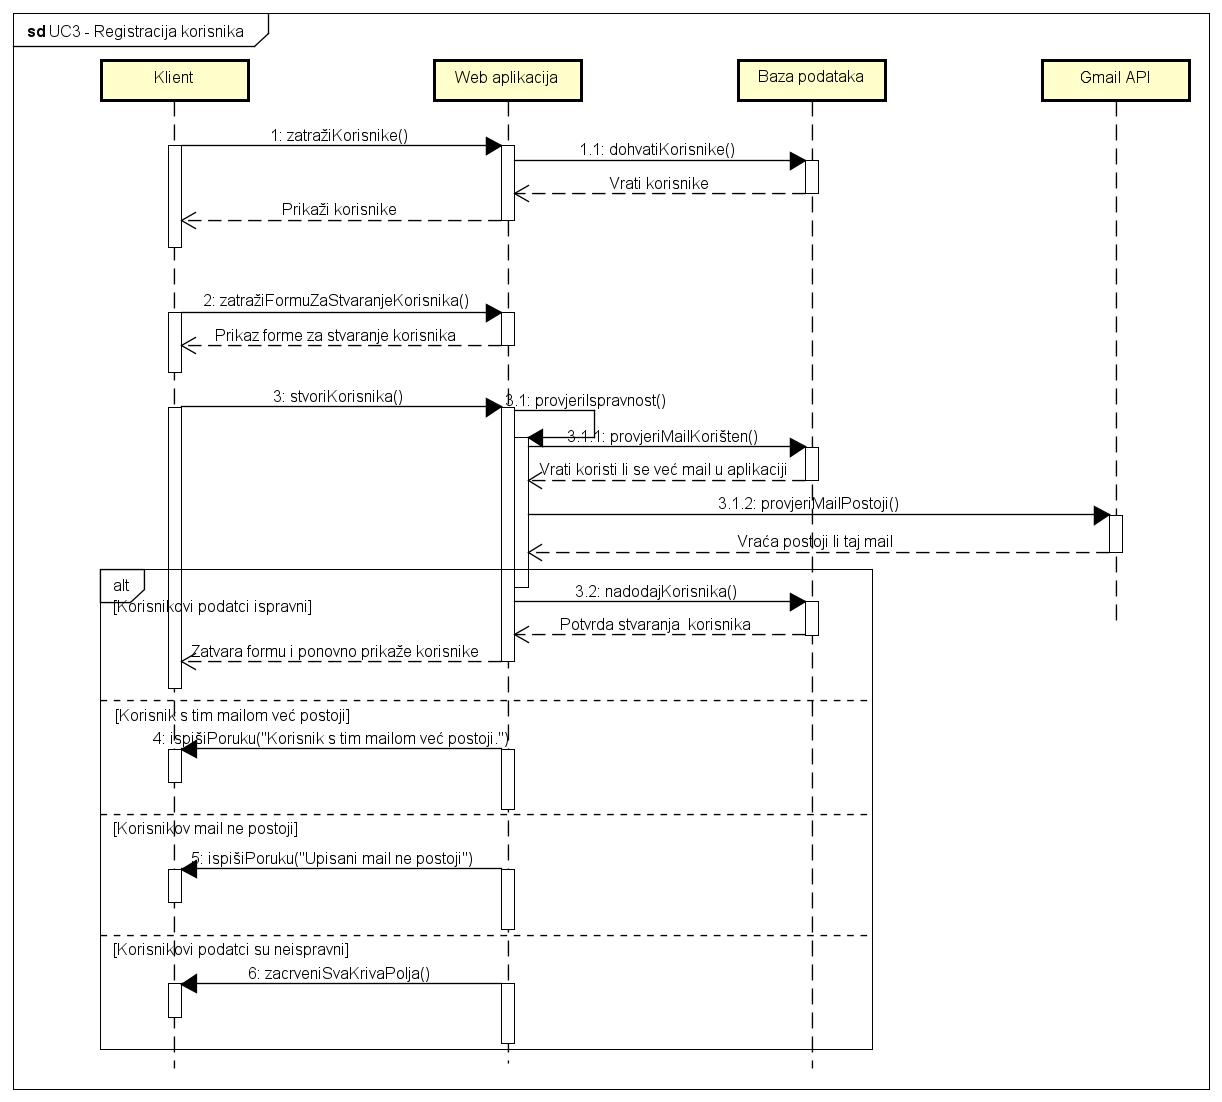 sd UC3 - Registracija korisnika
Klient
Web aplikacija
Baza podataka
Gmail API
1: zatražiKorisnike()
1.1: dohvatiKorisnike()
Vrati korisnike
Prikaži korisnike
2: zatražiFormuZaStvaranjeKorisnika()
Prikaz forme za stvaranje korisnika
3: stvoriKorisnika()
3.1: provjeriIspravnost()
3.1.1: provjeriMailKorišten()
Vrati koristi li se već mail u aplikaciji
3.1.2: provjeriMailPostoji()
Vraća postoji li taj mail
alt
3.2: nadodajKorisnika()
[Korisnikovi podatci ispravni]
Potvrda stvaranja korisnika
Zatvara formu i ponovno prikaže korisnike
[Korisnik s tim mailom već postoji]
4: ispišiPoruku("Korisnik s tim mailom već postoji.")
[Korisnikov mail ne postoji]
5: ispišiPoruku("Upisani mail ne postoji")
[Korisnikovi podatci su neispravni]
6: zacrveniSvaKrivaPolja()